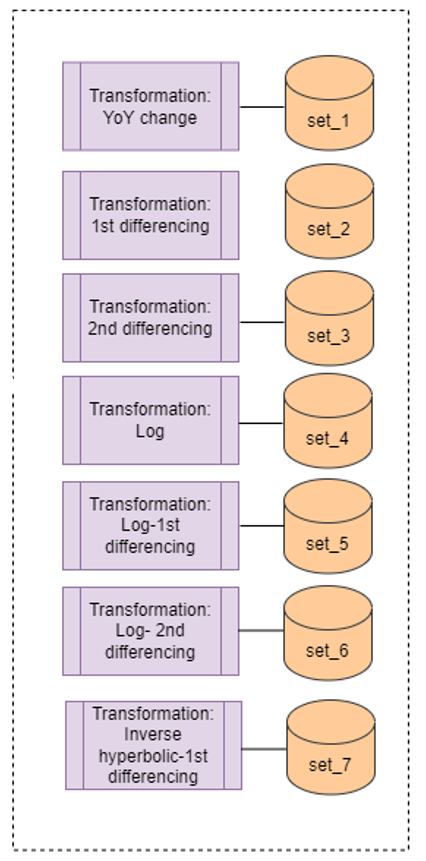 Transformation:
YoY change
set_1
Transformation:
1st differencing
set_2
Transformation:
2nd differencing
set_3
Transformation:
Log
set_4
Transformation:
Log-1st
differencing
set_5
Transformation:
Log- 2nd
differencing
set_6
Transformation:
Inverse
hyperbolic-1st
differencing
set_7